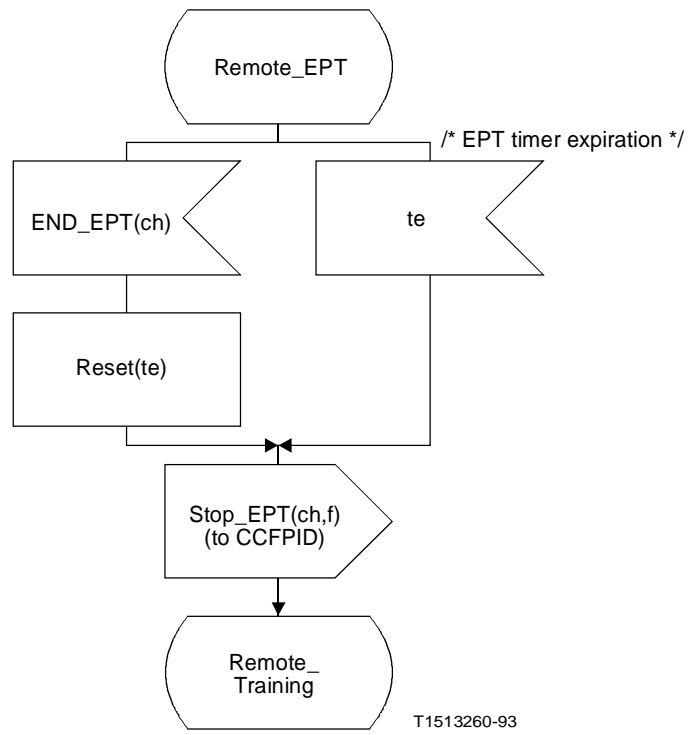 Remote_EPT
/* EPT timer expiration */
END_EPT(ch)
te
Reset(te)
Stop_EPT(ch,f)
(to CCFPID)
Remote_
Training
T1513260-93